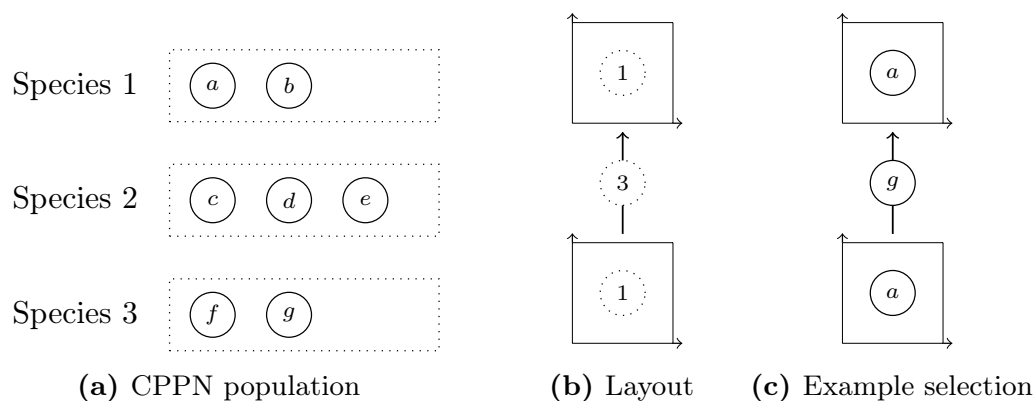 Species 1 a b
Species 2 c d e
Species 3 f g
1
3
1
a
g
a
(a) CPPN population
(b) Layout
(c) Example selection